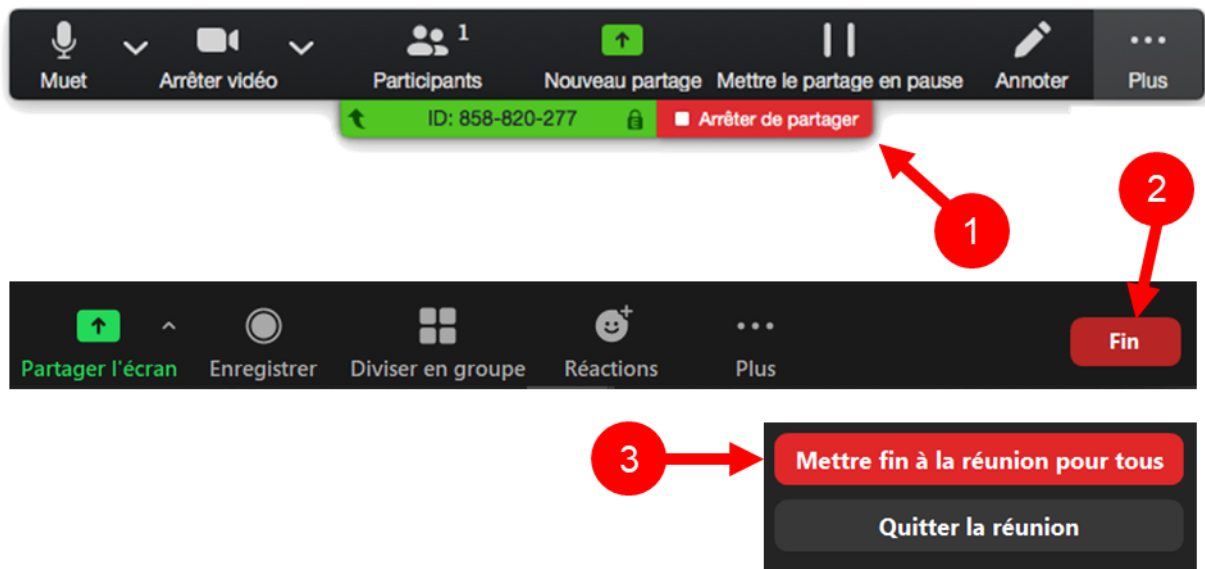 1
Muet Arrêter vidéo Participants Nouveau partage Mettre le partage en pause Annoter Plus
ID: 858-820-277 Arrêter de partager
1
2
Fin
Partager l'écran Enregistrer Diviser en groupe Réactions Plus
3
Mettre fin à la réunion pour tous
Quitter la réunion